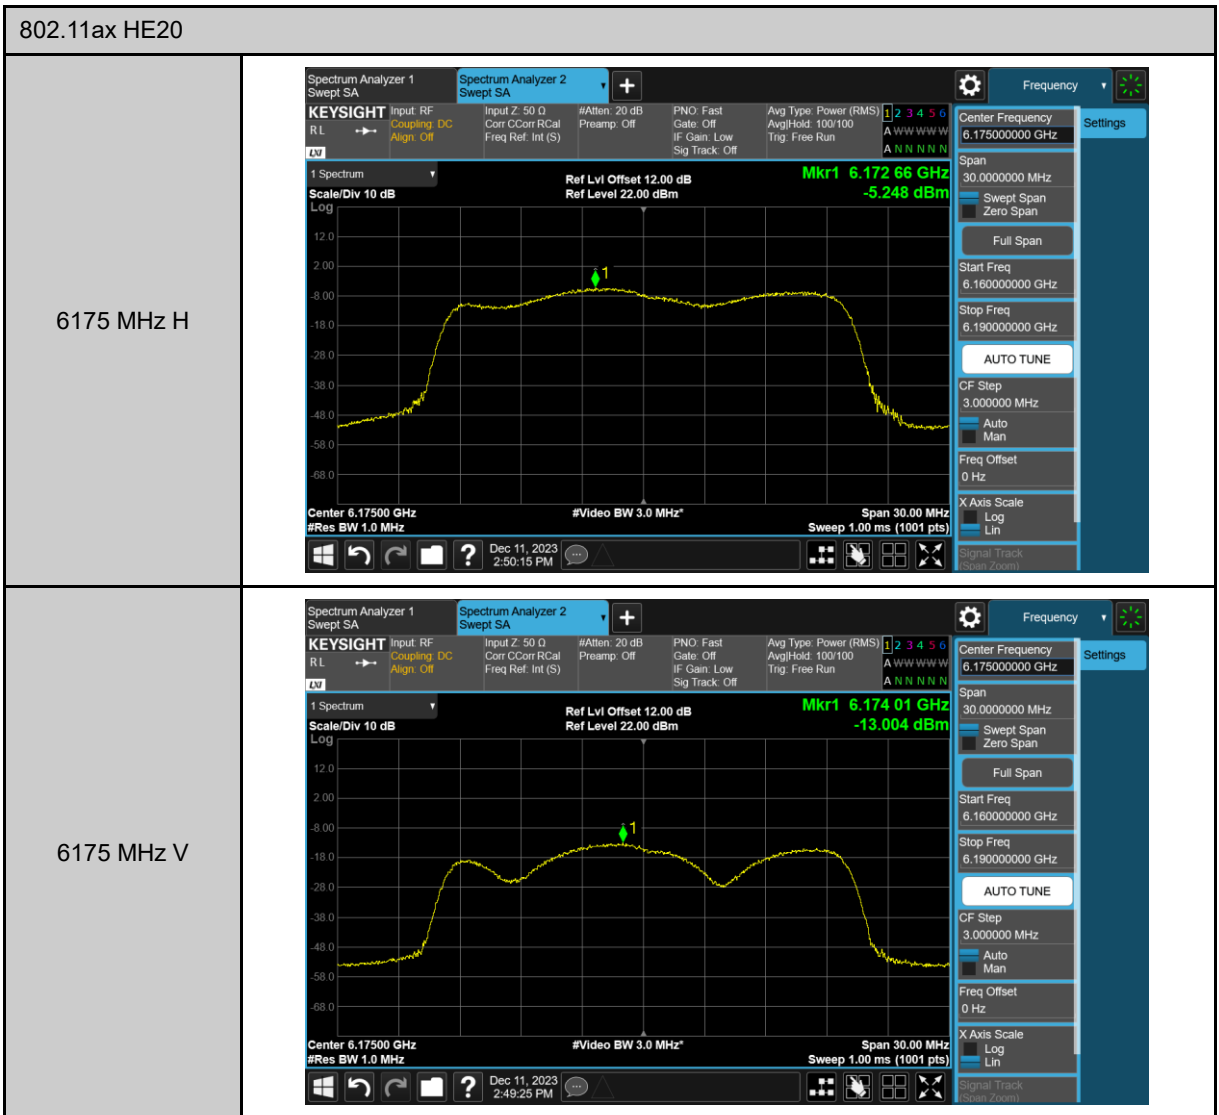 802.11ax HE20
6175 MHz H
Spectrum Analyzer 1
Swept SA
Spectrum Analyzer 2
Swept SA
Frequency
KEYSIGHT
RL
LXI
Input: RF
Coupling: DC
Align: Off
Input Z: 50 Ω
Corr CCorr RCal
Freq Ref: Int (S)
#Atten: 20 dB
Preamp: Off
PNO: Fast
Gate: Off
IF Gain: Low
Sig Track: Off
Avg Type: Power (RMS)
Avg|Hold: 100/100
Trig: Free Run
1 2 3 4 5 6
A W W W W W
A N N N N N
1 Spectrum
Scale/Div 10 dB
Log
Ref Lvl Offset 12.00 dB
Ref Level 22.00 dBm
Mkr1 6.172 66 GHz
-5.248 dBm
12.0
2.00
-8.00
-18.0
-28.0
-38.0
-48.0
-58.0
-68.0
1
Center 6.17500 GHz
#Res BW 1.0 MHz
#Video BW 3.0 MHz*
Span 30.00 MHz
Sweep 1.00 ms (1001 pts)
Dec 11, 2023
2:50:15 PM
Center Frequency
6.175000000 GHz
Settings
Span
30.0000000 MHz
Swept Span
Zero Span
Full Span
Start Freq
6.160000000 GHz
Stop Freq
6.190000000 GHz
AUTO TUNE
CF Step
3.000000 MHz
Auto
Man
Freq Offset
0 Hz
X Axis Scale
Log
Lin
Signal Track
(Span Zoom)
6175 MHz V
Spectrum Analyzer 1
Swept SA
Spectrum Analyzer 2
Swept SA
Frequency
KEYSIGHT
RL
LXI
Input: RF
Coupling: DC
Align: Off
Input Z: 50 Ω
Corr CCorr RCal
Freq Ref: Int (S)
#Atten: 20 dB
Preamp: Off
PNO: Fast
Gate: Off
IF Gain: Low
Sig Track: Off
Avg Type: Power (RMS)
Avg|Hold: 100/100
Trig: Free Run
1 2 3 4 5 6
A W W W W W
A N N N N N
1 Spectrum
Scale/Div 10 dB
Log
Ref Lvl Offset 12.00 dB
Ref Level 22.00 dBm
Mkr1 6.174 01 GHz
-13.004 dBm
12.0
2.00
-8.00
-18.0
-28.0
-38.0
-48.0
-58.0
-68.0
1
Center 6.17500 GHz
#Res BW 1.0 MHz
#Video BW 3.0 MHz*
Span 30.00 MHz
Sweep 1.00 ms (1001 pts)
Dec 11, 2023
2:49:25 PM
Center Frequency
6.175000000 GHz
Settings
Span
30.0000000 MHz
Swept Span
Zero Span
Full Span
Start Freq
6.160000000 GHz
Stop Freq
6.190000000 GHz
AUTO TUNE
CF Step
3.000000 MHz
Auto
Man
Freq Offset
0 Hz
X Axis Scale
Log
Lin
Signal Track
(Span Zoom)